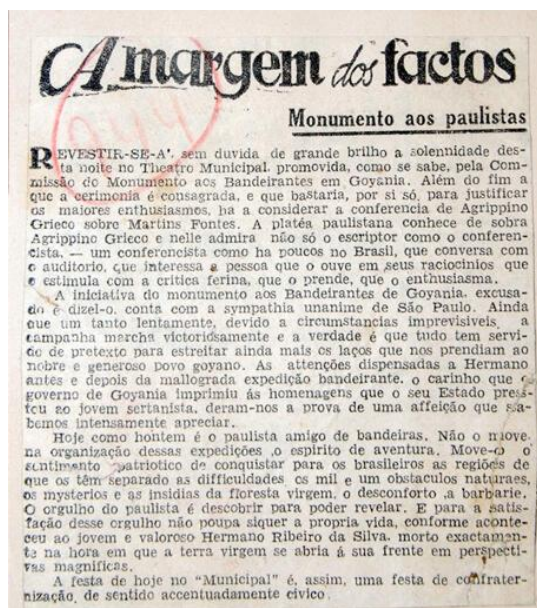 A margem dos factos
Monumento aos paulistas
REVESTIR-SE-A', sem duvida de grande brilho a solennidade des-
ta noite no Theatro Municipal, promovida, como se sabe, pela Com-
missão do Monumento aos Bandeirantes em Goyania. Além do fim a
que a cerimonia é consagrada, e que bastaria, por si só, para justificar
os maiores enthusiasmos, ha a considerar a conferencia de Agrippino
Grieco sobre Martins Fontes. A platéa paulistana conhece de sobra
Agrippino Grieco e nelle admira não só o escriptor como o conferen-
cista, — um conferencista como ha poucos no Brasil, que conversa com
o auditorio, que interessa a pessoa que o ouve em seus raciocinios que
o estimula com a critica ferina, que o prende, que o enthusiasma.
A iniciativa do monumento aos Bandeirantes de Goyania, excusa-
do é dizel-o, conta com a sympathia unanime de São Paulo. Ainda
que um tanto lentamente, devido a circumstancias imprevisiveis a
campanha marcha victoriosamente e a verdade é que tudo tem servi-
do de pretexto para estreitar ainda mais os laços que nos prendiam ao
nobre e generoso povo goyano. As attenções dispensadas a Hermano
antes e depois da mallograda expedição bandeirante, o carinho que o
governo de Goyania imprimiu ás homenagens que o seu Estado pres-
tou ao jovem sertanista, deram-nos a prova de uma affeição que sa-
bemos intensamente apreciar.
Hoje como hontem é o paulista amigo de bandeiras. Não o move,
na organização dessas expedições ,o espirito de aventura. Move-o o
sentimento patriotico de conquistar para os brasileiros as regiões de
que os têm separado as difficuldades os mil e um obstaculos naturaes,
os mysterios e as insidias da floresta virgem, o desconforto ,a barbarie.
O orgulho do paulista é descobrir para poder revelar. E para a satis-
fação desse orgulho não poupa siquer a propria vida, conforme aconte-
ceu ao jovem e valoroso Hermano Ribeiro da Silva, morto exactamen-
te na hora em que a terra virgem se abria á sua frente em perspecti-
vas magnificas.
A festa de hoje no "Municipal" é, assim, uma festa de confrater-
nização, de sentido accentuadamente civico.